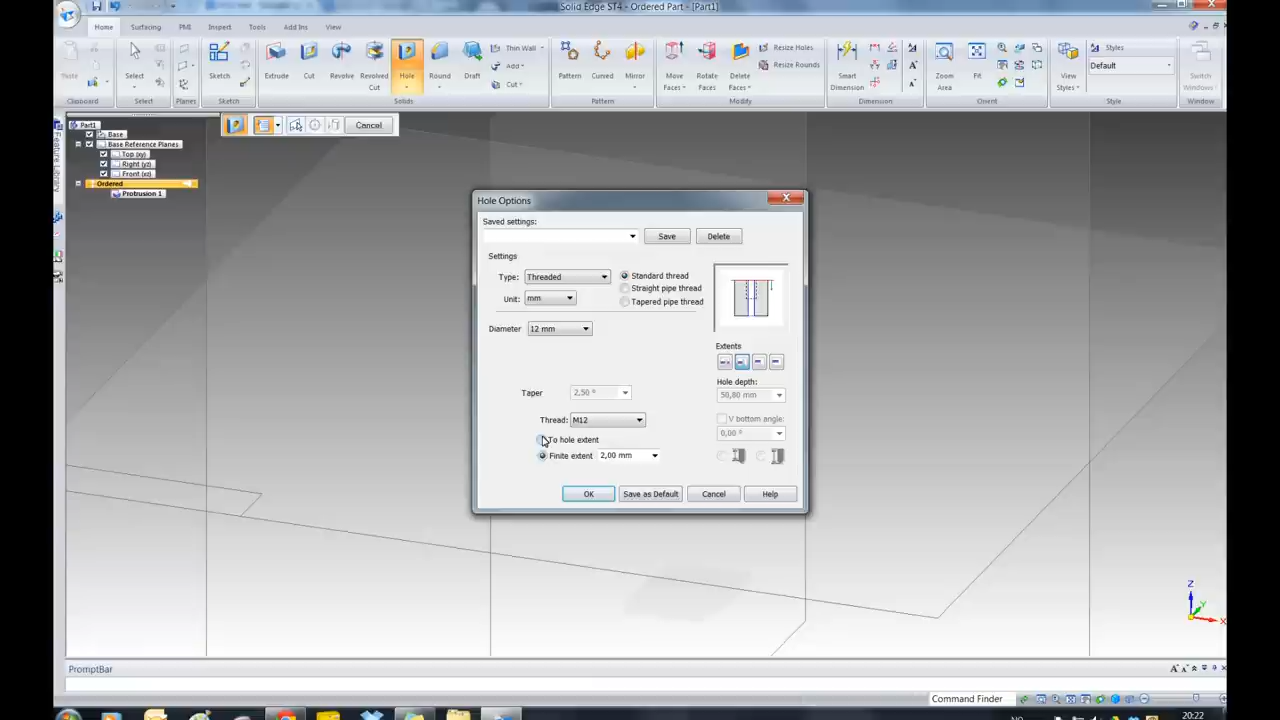 Solid Edge ST4 - Ordered Part - [Part1]
Home Surfacing PMI Inspect Tools Add Ins View
Paste Select Sketch Extrude Cut Revolve Revolved Cut Hole Round Draft Thin Wall Add Cut Pattern Curved Mirror Move Faces Rotate Faces Delete Faces Resize Holes Resize Rounds Smart Dimension Zoom Area Fit View Styles Styles Default Switch Windows
Clipboard Select Planes Sketch Solids Pattern Modify Dimension Orient Style Window
Cancel
Feature Library
Part1
Base
Base Reference Planes
Top (xy)
Right (yz)
Front (xz)
Ordered
Protrusion 1
Hole Options
Saved settings:
Save Delete
Settings
Type: Threaded
Standard thread
Straight pipe thread
Tapered pipe thread
Unit: mm
Diameter 12 mm
Extents
Hole depth:
50,80 mm
Taper 2,50 °
V bottom angle:
0,00 °
Thread: M12
To hole extent
Finite extent 2,00 mm
OK Save as Default Cancel Help
Z
Y
X
PromptBar
Command Finder
NO
20:22